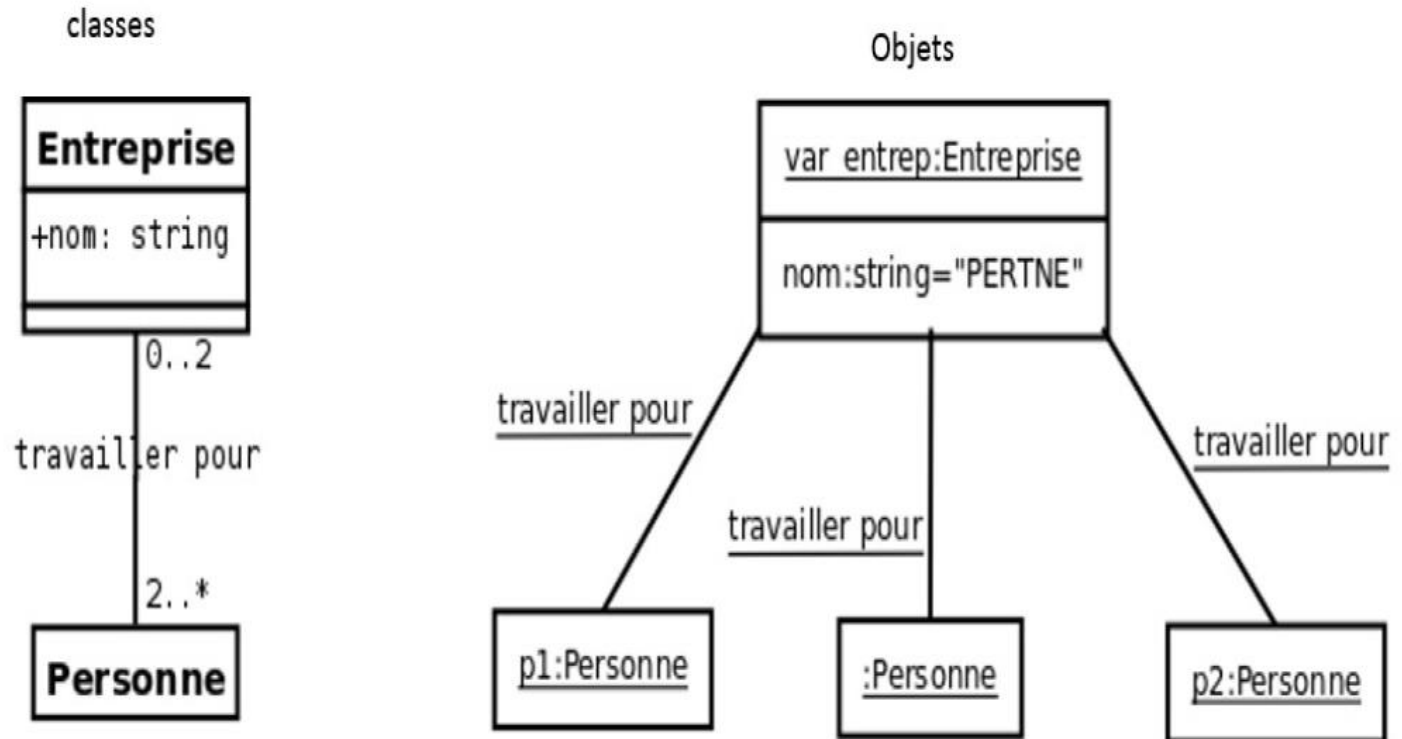 classes
Entreprise
+nom: string
0..2
travailler pour
2..*
Personne
Objets
var entrep:Entreprise
nom:string="PERTNE"
travailler pour
travailler pour
travailler pour
p1:Personne
:Personne
p2:Personne